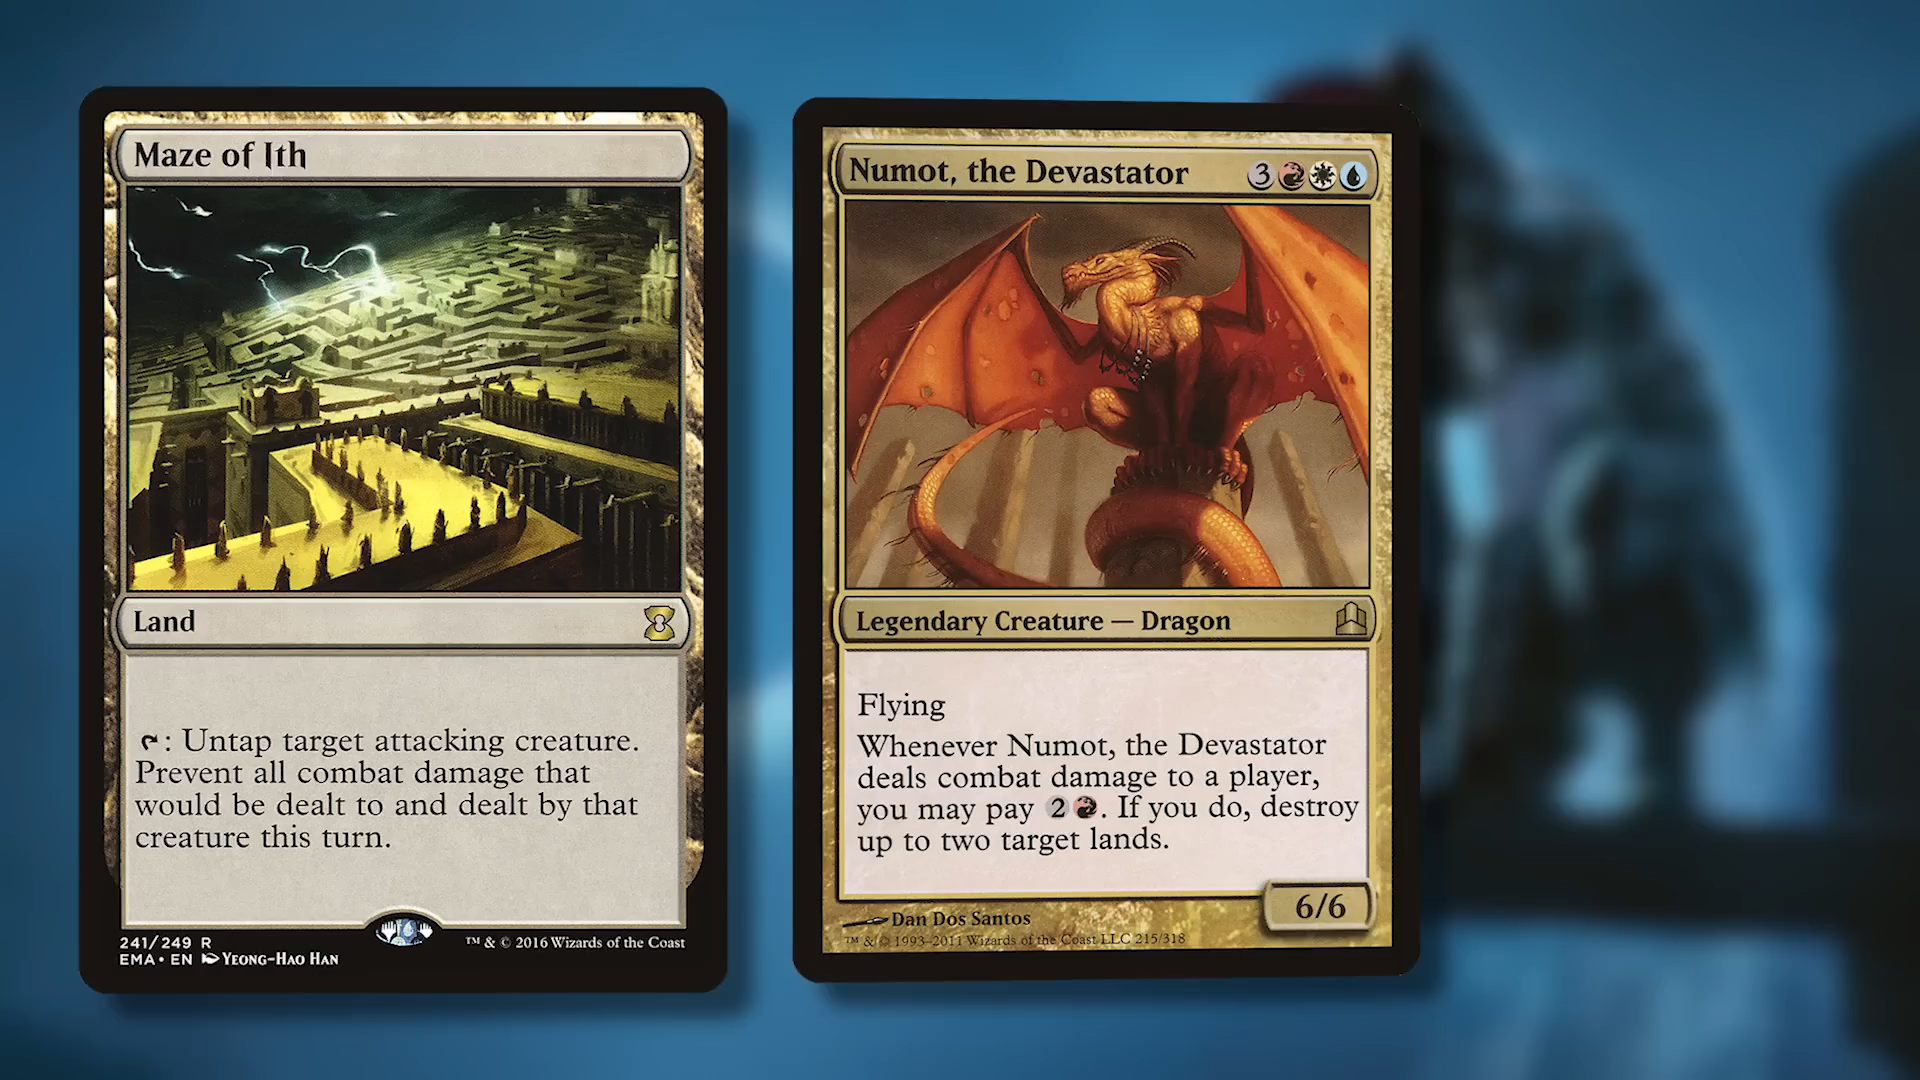 Maze of Ith
Land
: Untap target attacking creature.
Prevent all combat damage that
would be dealt to and dealt by that
creature this turn.
241/249 R
EMA • EN YEONG-HAO HAN
™ & © 2016 Wizards of the Coast
Numot, the Devastator 3
Legendary Creature — Dragon
Flying
Whenever Numot, the Devastator
deals combat damage to a player,
you may pay 2 . If you do, destroy
up to two target lands.
6/6
Dan Dos Santos
™ & © 1993–2011 Wizards of the Coast LLC 215/318